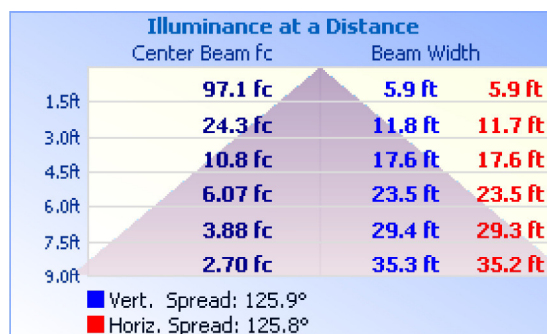 Illuminance at a Distance
Center Beam fc Beam Width
97.1 fc 5.9 ft 5.9 ft
1.5ft
24.3 fc 11.8 ft 11.7 ft
3.0ft
10.8 fc 17.6 ft 17.6 ft
4.5ft
6.07 fc 23.5 ft 23.5 ft
6.0ft
3.88 fc 29.4 ft 29.3 ft
7.5ft
2.70 fc 35.3 ft 35.2 ft
9.0ft
Vert. Spread: 125.9°
Horiz. Spread: 125.8°